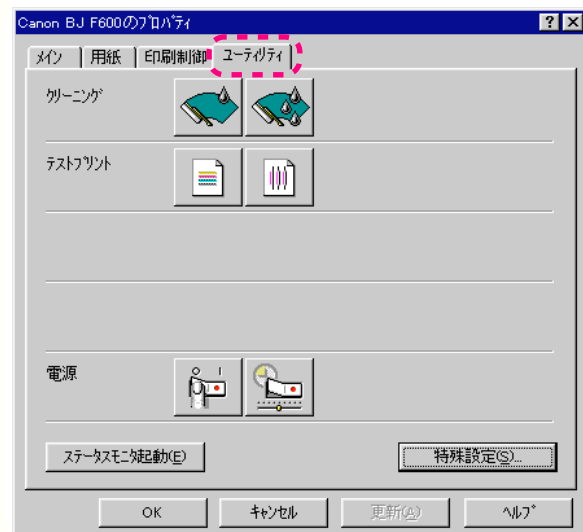 Canon BJ F600のﾌﾟﾛﾊﾟﾃｨ
ﾒｲﾝ 用紙 印刷制御 ﾕｰﾃｨﾘﾃｨ
ｸﾘｰﾆﾝｸﾞ
ﾃｽﾄﾌﾟﾘﾝﾄ
電源
ｽﾃｰﾀｽﾓﾆﾀ起動(E) 特殊設定(S)...
OK ｷｬﾝｾﾙ 更新(A) ﾍﾙﾌﾟ